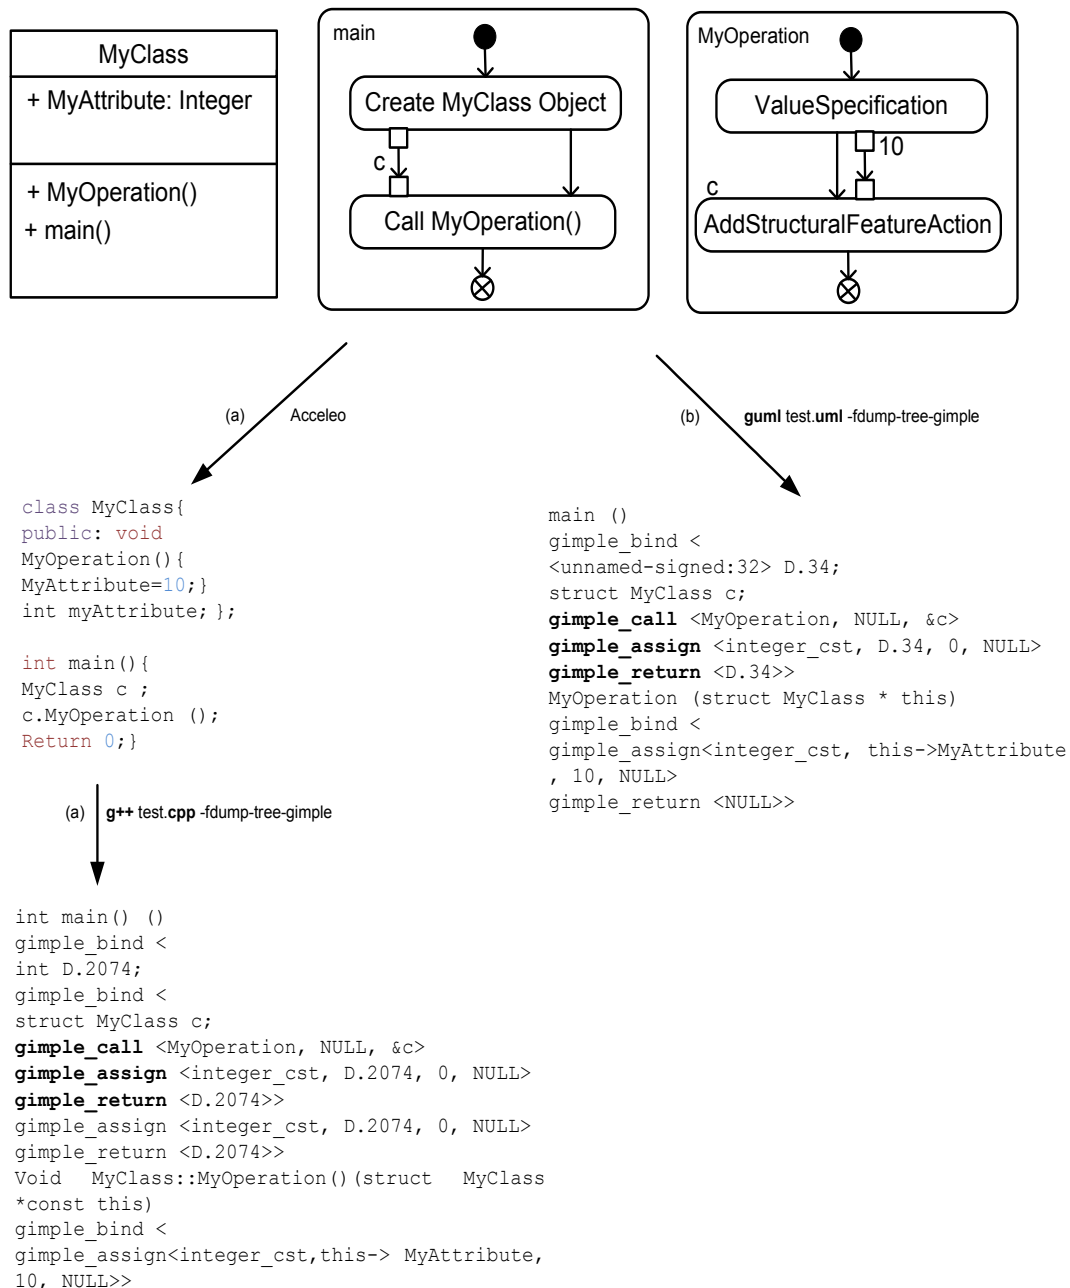 MyClass
+ MyAttribute: Integer
+ MyOperation()
+ main()
main
Create MyClass Object
c
Call MyOperation()
MyOperation
ValueSpecification
10
c
AddStructuralFeatureAction
(a) Acceleo
(b) guml test.uml -fdump-tree-gimple
class MyClass{
public: void
MyOperation(){
MyAttribute=10;}
int myAttribute; };
int main(){
MyClass c ;
c.MyOperation ();
Return 0;}
(a) g++ test.cpp -fdump-tree-gimple
int main() ()
gimple_bind <
int D.2074;
gimple_bind <
struct MyClass c;
gimple_call <MyOperation, NULL, &c>
gimple_assign <integer_cst, D.2074, 0, NULL>
gimple_return <D.2074>>
gimple_assign <integer_cst, D.2074, 0, NULL>
gimple_return <D.2074>>
Void MyClass::MyOperation()(struct MyClass
*const this)
gimple_bind <
gimple_assign<integer_cst,this-> MyAttribute,
10, NULL>>
main ()
gimple_bind <
<unnamed-signed:32> D.34;
struct MyClass c;
gimple_call <MyOperation, NULL, &c>
gimple_assign <integer_cst, D.34, 0, NULL>
gimple_return <D.34>>
MyOperation (struct MyClass * this)
gimple_bind <
gimple_assign<integer_cst, this->MyAttribute
, 10, NULL>
gimple_return <NULL>>